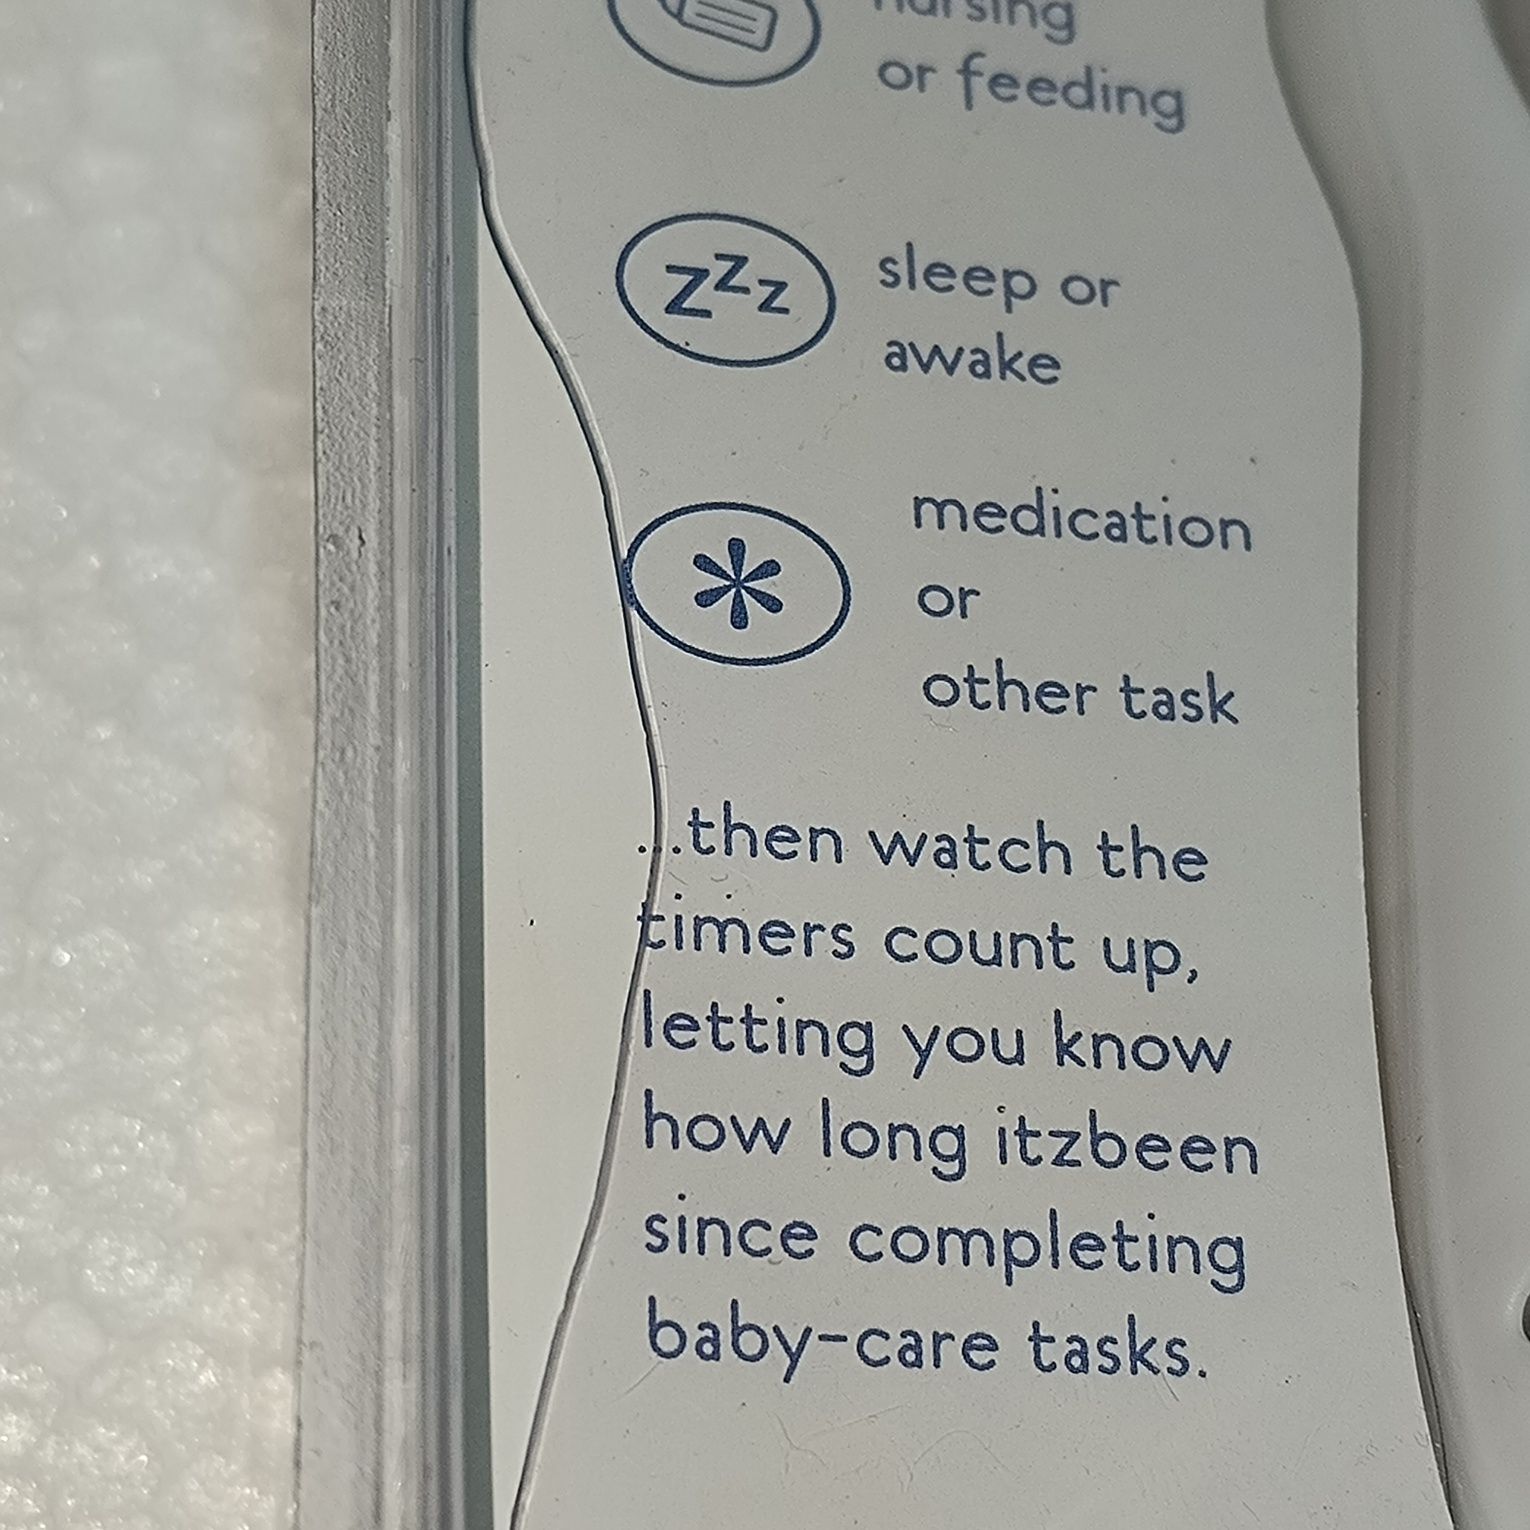 nursing
or feeding
zzz
sleep or
awake
*
medication
or
other task
...then watch the
timers count up,
letting you know
how long itzbeen
since completing
baby-care tasks.